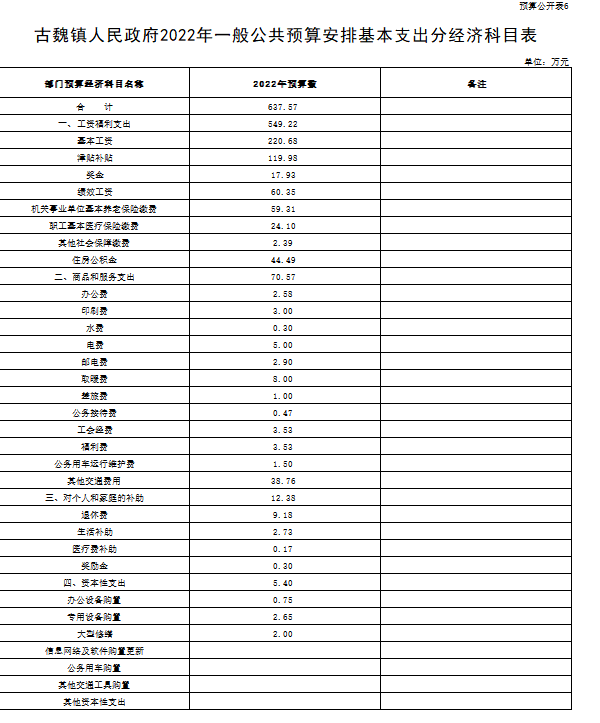 预算公开表6
古魏镇人民政府2022年一般公共预算安排基本支出分经济科目表
单位：万元
部门预算经济科目名称 2022年预算数 备注
合 计 637.57
一、工资福利支出 549.22
基本工资 220.68
津贴补贴 119.98
奖金 17.93
绩效工资 60.35
机关事业单位基本养老保险缴费 59.31
职工基本医疗保险缴费 24.10
其他社会保障缴费 2.39
住房公积金 44.49
二、商品和服务支出 70.57
办公费 2.58
印刷费 3.00
水费 0.30
电费 5.00
邮电费 2.90
取暖费 8.00
差旅费 1.00
公务接待费 0.47
工会经费 3.53
福利费 3.53
公务用车运行维护费 1.50
其他交通费用 38.76
三、对个人和家庭的补助 12.38
退休费 9.18
生活补助 2.73
医疗费补助 0.17
奖励金 0.30
四、资本性支出 5.40
办公设备购置 0.75
专用设备购置 2.65
大型修缮 2.00
信息网络及软件购置更新
公务用车购置
其他交通工具购置
其他资本性支出